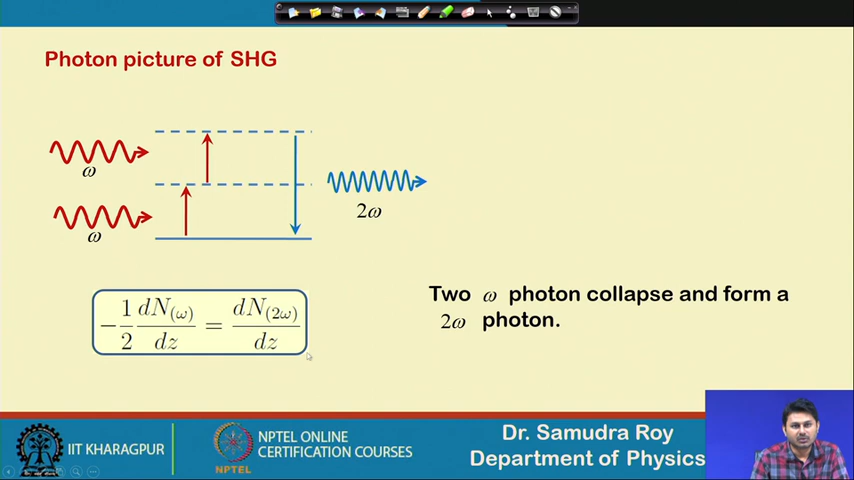 Photon picture of SHG
ω
ω
2ω
-1/2 dN(ω)/dz = dN(2ω)/dz
Two ω photon collapse and form a
2ω photon.
IIT KHARAGPUR
NPTEL
NPTEL ONLINE
CERTIFICATION COURSES
Dr. Samudra Roy
Department of Physics